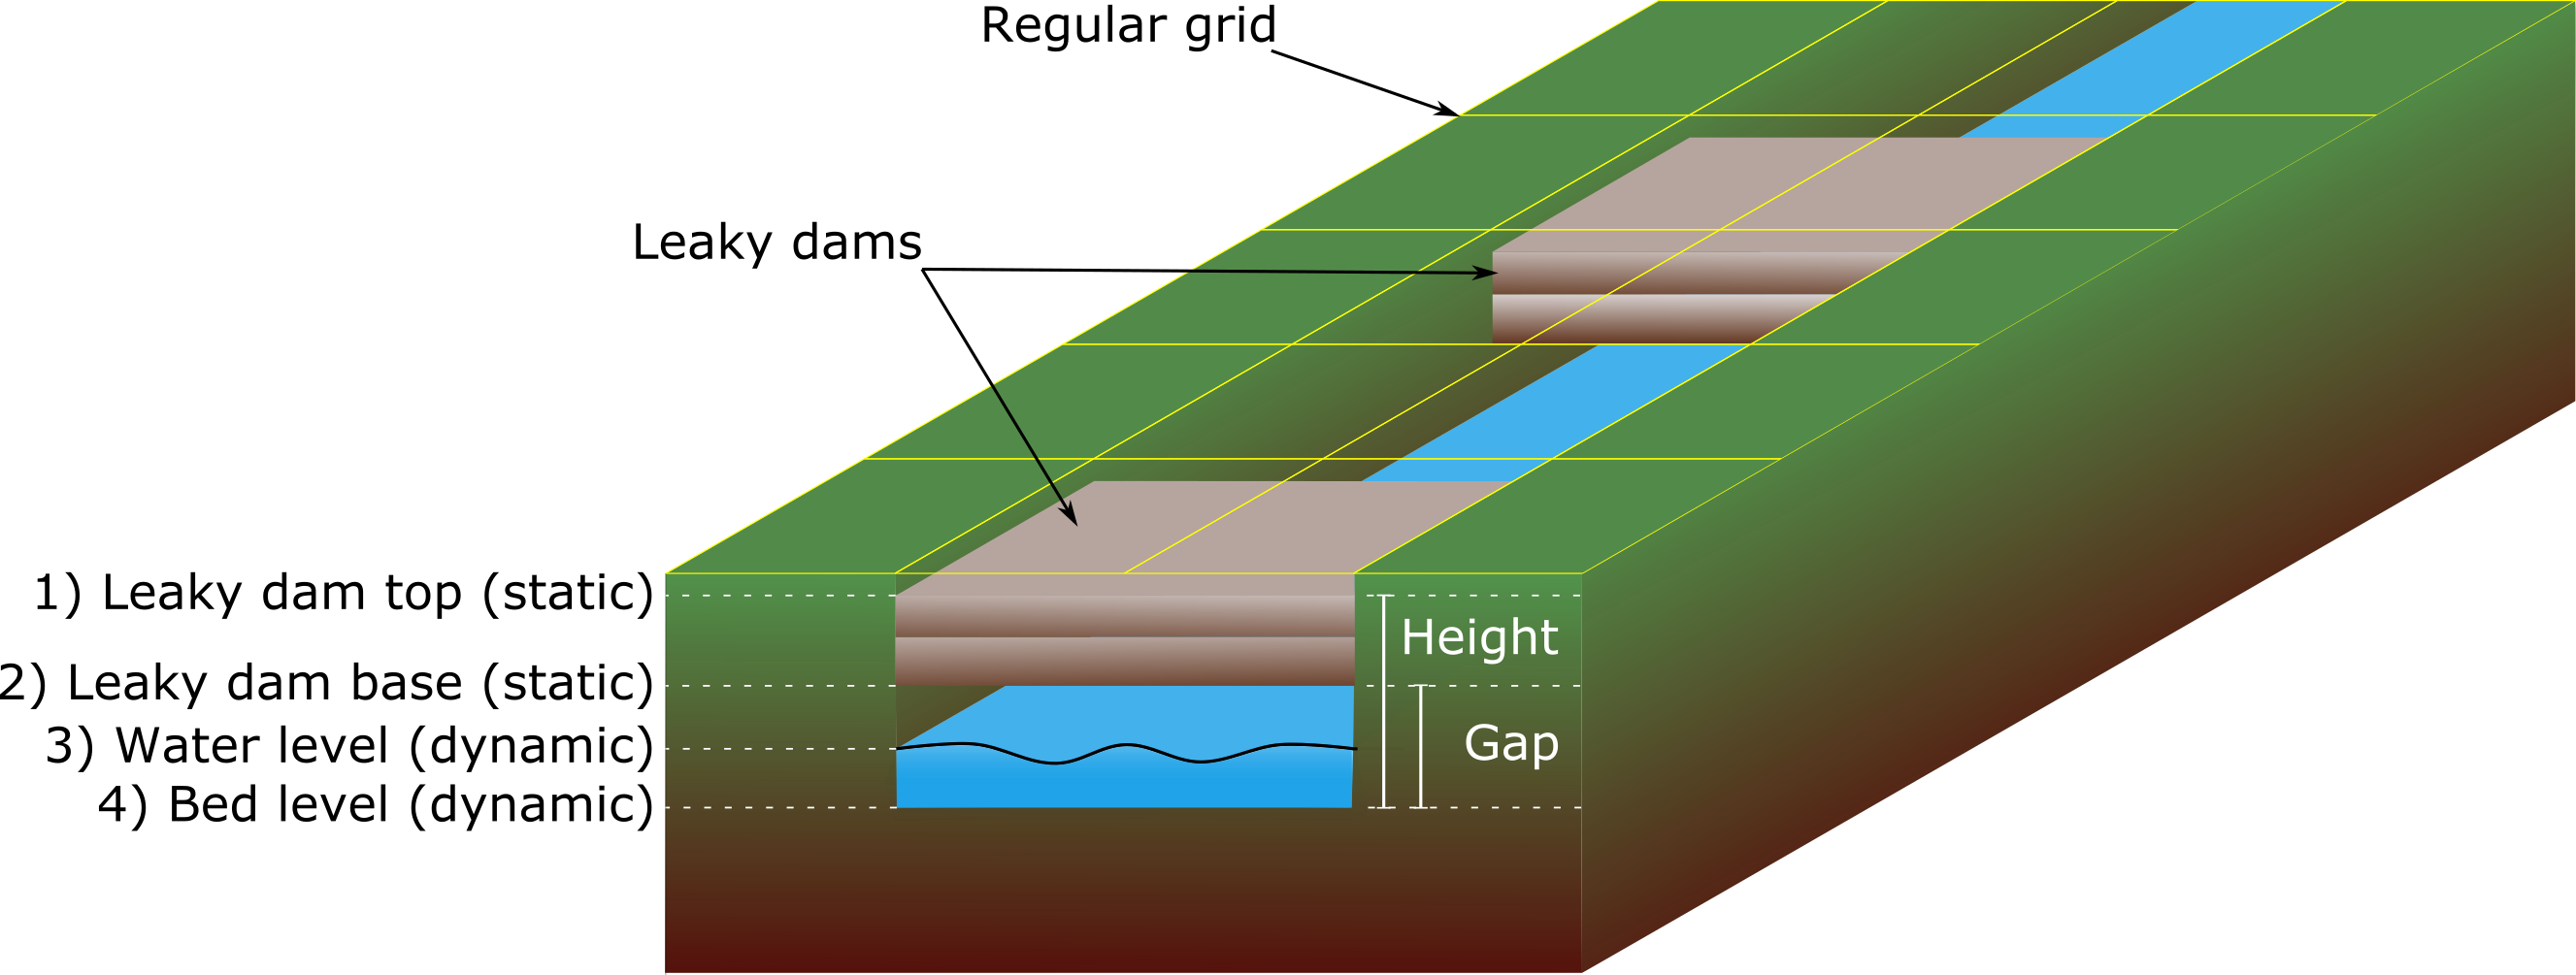 Regular grid
Leaky dams
1) Leaky dam top (static)
Height
2) Leaky dam base (static)
3) Water level (dynamic)
Gap
4) Bed level (dynamic)